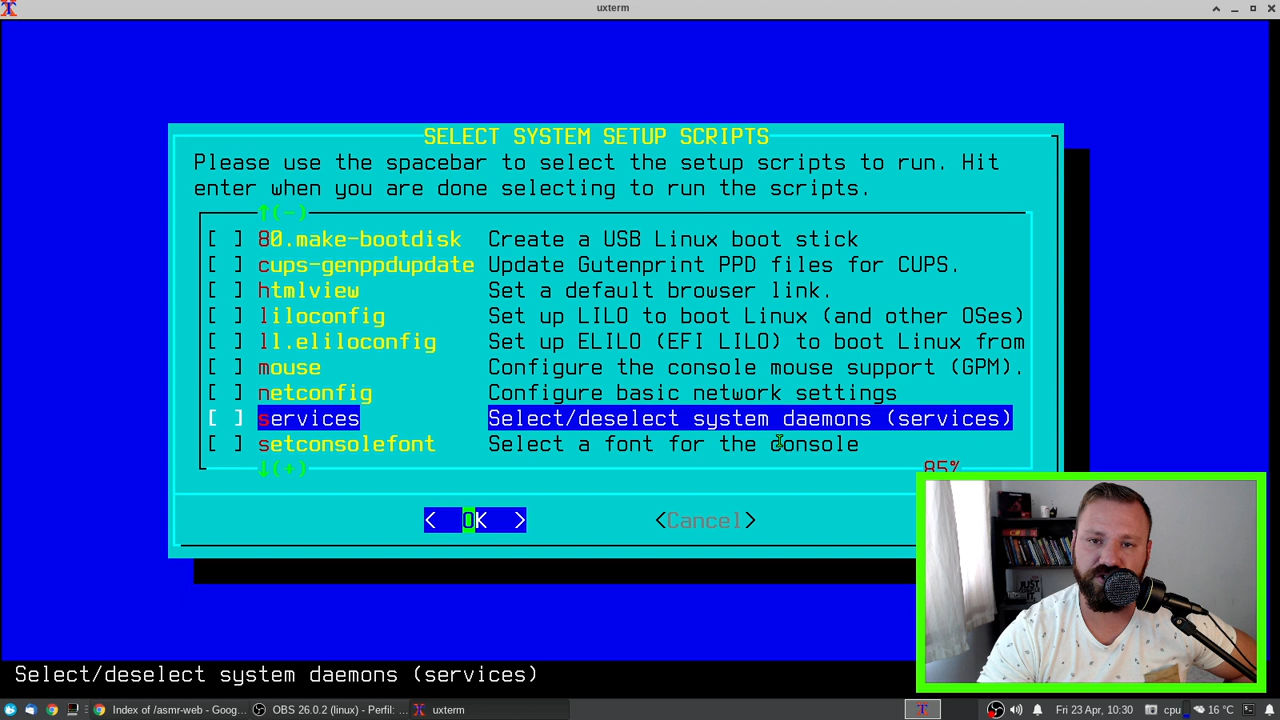 uxterm
SELECT SYSTEM SETUP SCRIPTS
Please use the spacebar to select the setup scripts to run. Hit
enter when you are done selecting to run the scripts.
↑(-)
[ ] 80.make-bootdisk Create a USB Linux boot stick
[ ] cups-genppdupdate Update Gutenprint PPD files for CUPS.
[ ] htmlview Set a default browser link.
[ ] liloconfig Set up LILO to boot Linux (and other OSes)
[ ] ll.eliloconfig Set up ELILO (EFI LILO) to boot Linux from
[ ] mouse Configure the console mouse support (GPM).
[ ] netconfig Configure basic network settings
[ ] services Select/deselect system daemons (services)
[ ] setconsolefont Select a font for the console
↓(+) 85%
< OK > <Cancel>
Select/deselect system daemons (services)
Index of /asmr-web - Goog... OBS 26.0.2 (linux) - Perfil: ... uxterm Fri 23 Apr, 10:30 cpu 16 °C